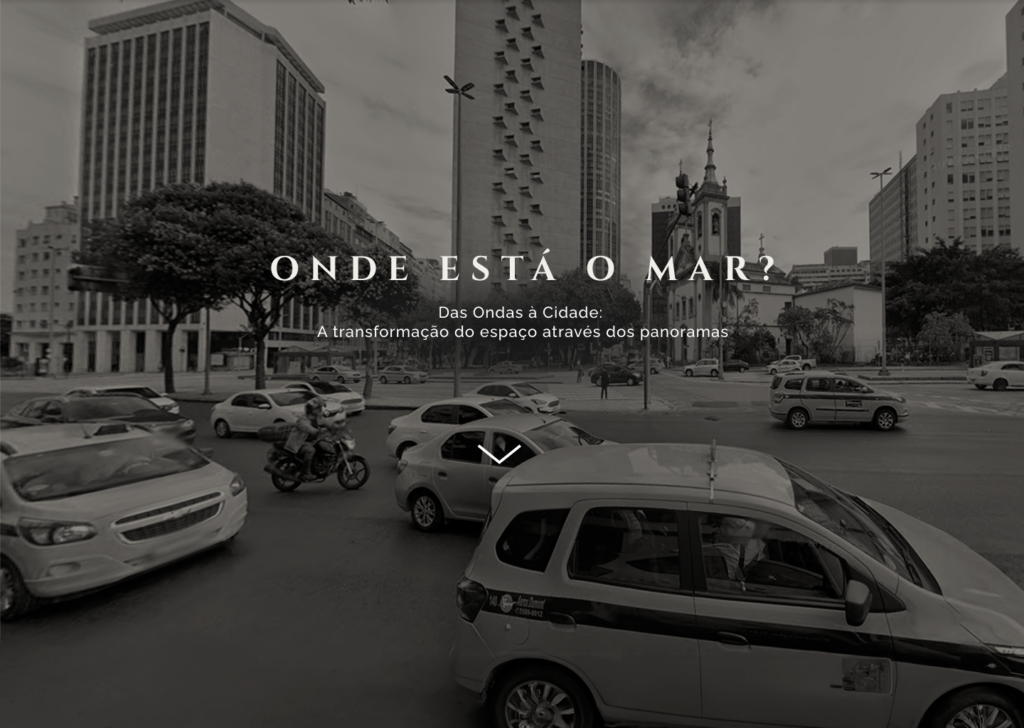 ONDE ESTÁ O MAR?
Das Ondas à Cidade:
A transformação do espaço através dos panoramas